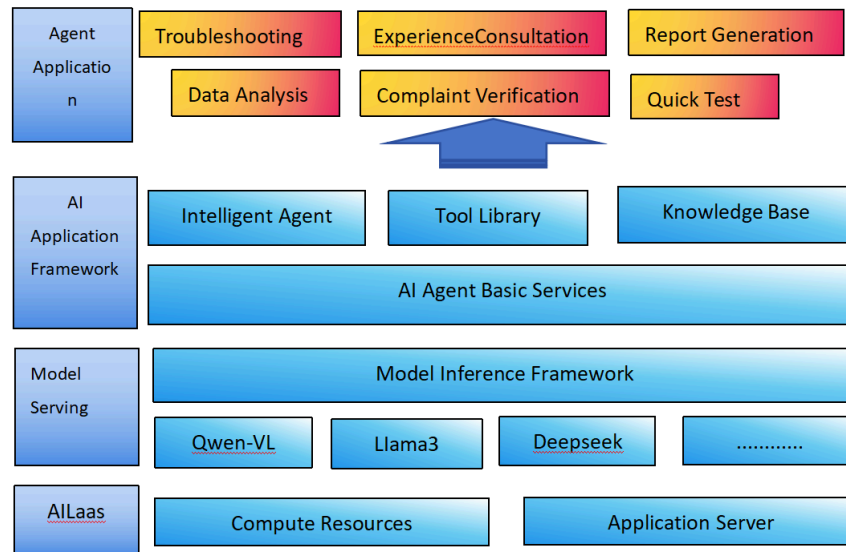 Agent
Applicatio
n
Troubleshooting
ExperienceConsultation
Report Generation
Data Analysis
Complaint Verification
Quick Test
AI
Application
Framework
Intelligent Agent
Tool Library
Knowledge Base
AI Agent Basic Services
Model
Serving
Model Inference Framework
Qwen-VL
Llama3
Deepseek
............
AILaas
Compute Resources
Application Server